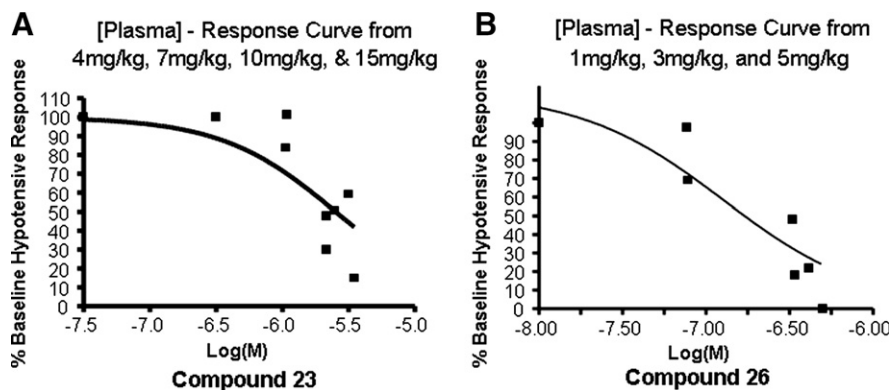 A
[Plasma] - Response Curve from
4mg/kg, 7mg/kg, 10mg/kg, & 15mg/kg
% Baseline Hypotensive Response
110
100
90
80
70
60
50
40
30
20
10
0
-7.5 -7.0 -6.5 -6.0 -5.5 -5.0
Log(M)
Compound 23
B
[Plasma] - Response Curve from
1mg/kg, 3mg/kg, and 5mg/kg
% Baseline Hypotensive Response
90
80
70
60
50
40
30
20
10
0
-8.00 -7.50 -7.00 -6.50 -6.00
Log(M)
Compound 26